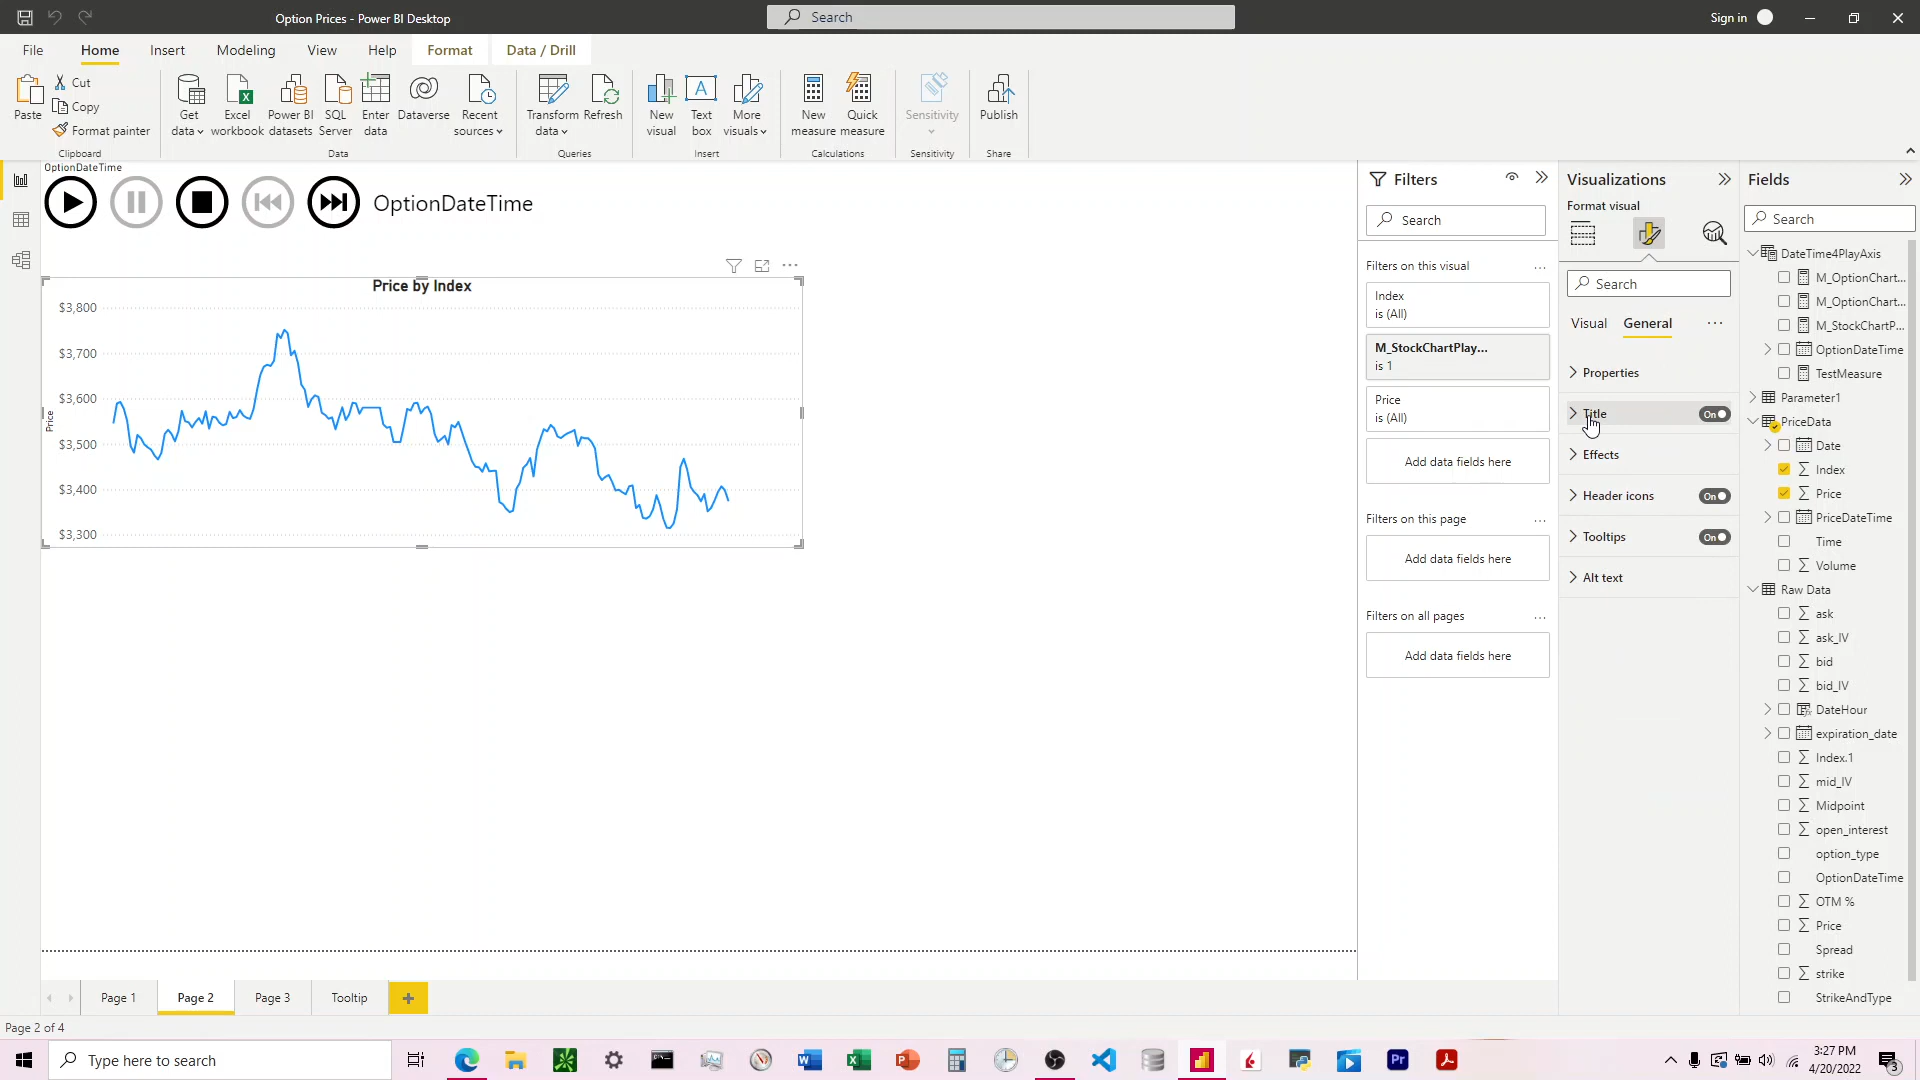 Option Prices - Power BI Desktop
Search
Sign in
File
Home
Insert
Modeling
View
Help
Format
Data / Drill
Paste
Cut
Copy
Format painter
Clipboard
Get data
Excel workbook
Power BI datasets
SQL Server
Enter data
Dataverse
Recent sources
Data
Transform data
Refresh
Queries
New visual
Text box
More visuals
Insert
New measure
Quick measure
Calculations
Sensitivity
Sensitivity
Publish
Share
OptionDateTime
OptionDateTime
Price by Index
$3,800
$3,700
$3,600
$3,500
$3,400
$3,300
Price
Filters
Search
Filters on this visual
Index
is (All)
M_StockChartPlay...
is 1
Price
is (All)
Add data fields here
Filters on this page
Add data fields here
Filters on all pages
Add data fields here
Visualizations
Format visual
Search
Visual
General
Properties
Title
On
Effects
Header icons
On
Tooltips
On
Alt text
Fields
Search
DateTime4PlayAxis
M_OptionChart...
M_OptionChart...
M_StockChartP...
OptionDateTime
TestMeasure
Parameter1
PriceData
Date
Index
Price
PriceDateTime
Time
Volume
Raw Data
ask
ask_IV
bid
bid_IV
DateHour
expiration_date
Index.1
mid_IV
Midpoint
open_interest
option_type
OptionDateTime
OTM %
Price
Spread
strike
StrikeAndType
Page 1
Page 2
Page 3
Tooltip
Page 2 of 4
Type here to search
3:27 PM
4/20/2022
3